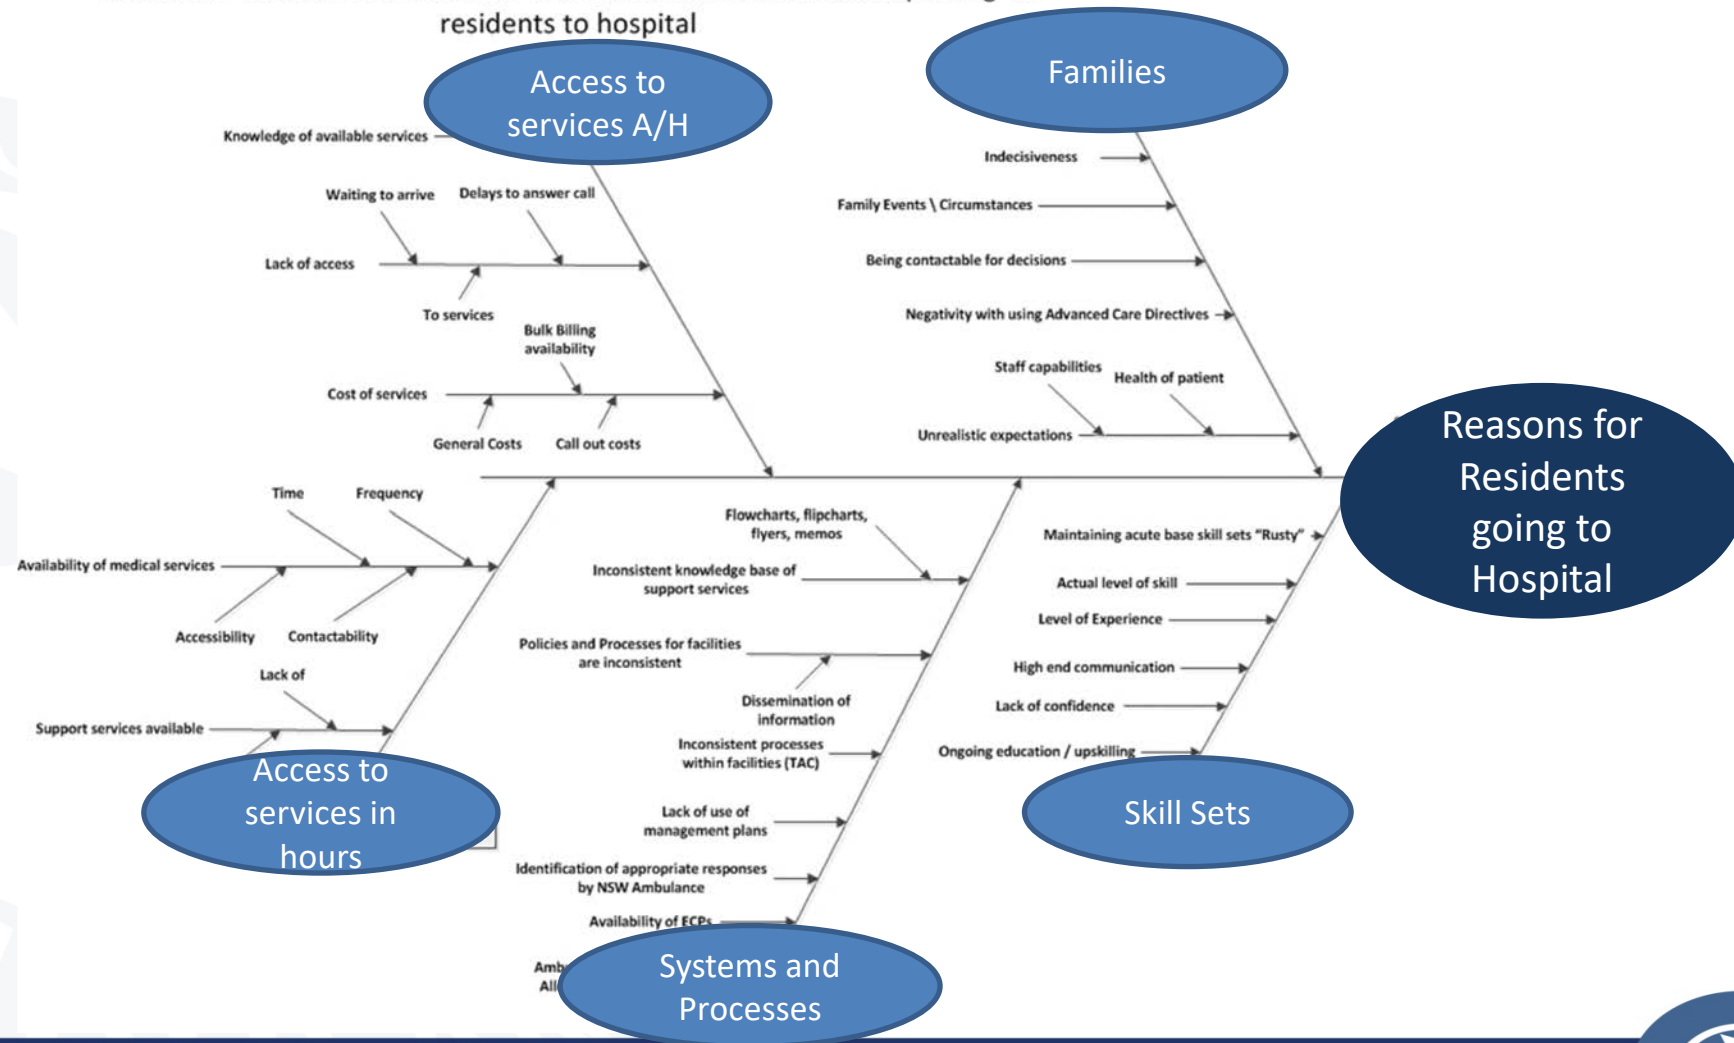 residents to hospital
Access to
services A/H
Families
Knowledge of available services
Indecisiveness
Waiting to arrive
Delays to answer call
Family Events \ Circumstances
Lack of access
Being contactable for decisions
To services
Negativity with using Advanced Care Directives
Bulk Billing
availability
Staff capabilities
Health of patient
Cost of services
General Costs
Call out costs
Unrealistic expectations
Reasons for
Residents
going to
Hospital
Time
Frequency
Availability of medical services
Accessibility
Contactability
Lack of
Support services available
Access to
services in
hours
Flowcharts, flipcharts,
flyers, memos
Inconsistent knowledge base of
support services
Policies and Processes for facilities
are inconsistent
Dissemination of
information
Inconsistent processes
within facilities (TAC)
Lack of use of
management plans
Identification of appropriate responses
by NSW Ambulance
Availability of ECPs
Systems and
Processes
Maintaining acute base skill sets “Rusty”
Actual level of skill
Level of Experience
High end communication
Lack of confidence
Ongoing education / upskilling
Skill Sets